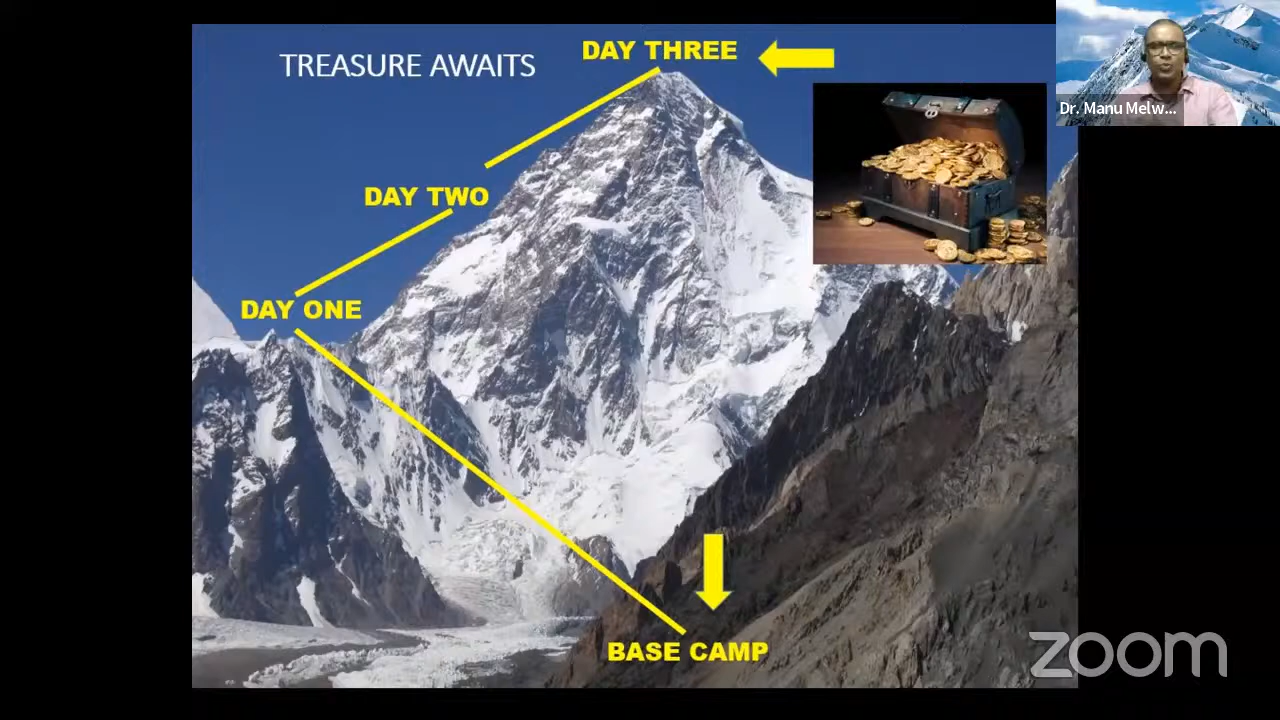 TREASURE AWAITS
DAY THREE
Dr. Manu Melw...
DAY TWO
DAY ONE
BASE CAMP
zoom